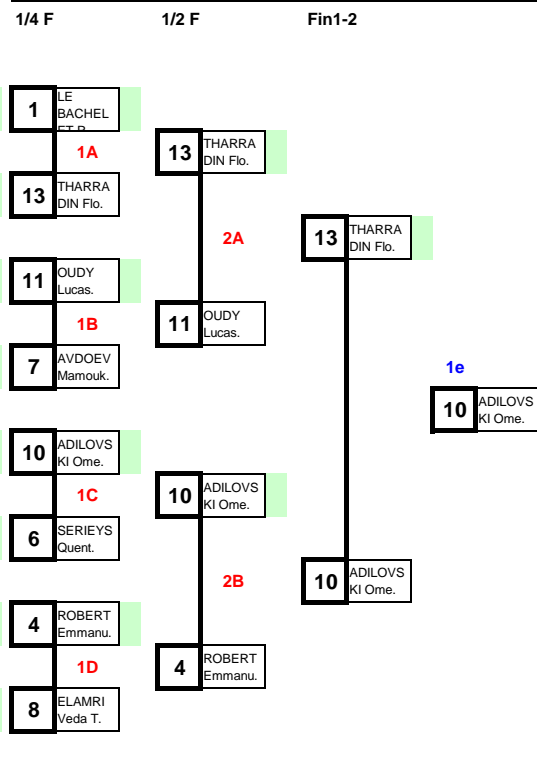 1/4 F
1/2 F
Fin1-2
1
LE
BACHEL
1A
13
THARRA
DIN Flo.
11
OUDY
Lucas.
1B
7
AVDOEV
Mamouk.
10
ADILOVS
KI Ome.
1C
6
SERIEYS
Quent.
4
ROBERT
Emmanu.
1D
8
ELAMRI
Veda T.
13
THARRA
DIN Flo.
2A
11
OUDY
Lucas.
10
ADILOVS
KI Ome.
2B
4
ROBERT
Emmanu.
13
THARRA
DIN Flo.
10
ADILOVS
KI Ome.
1e
10
ADILOVS
KI Ome.